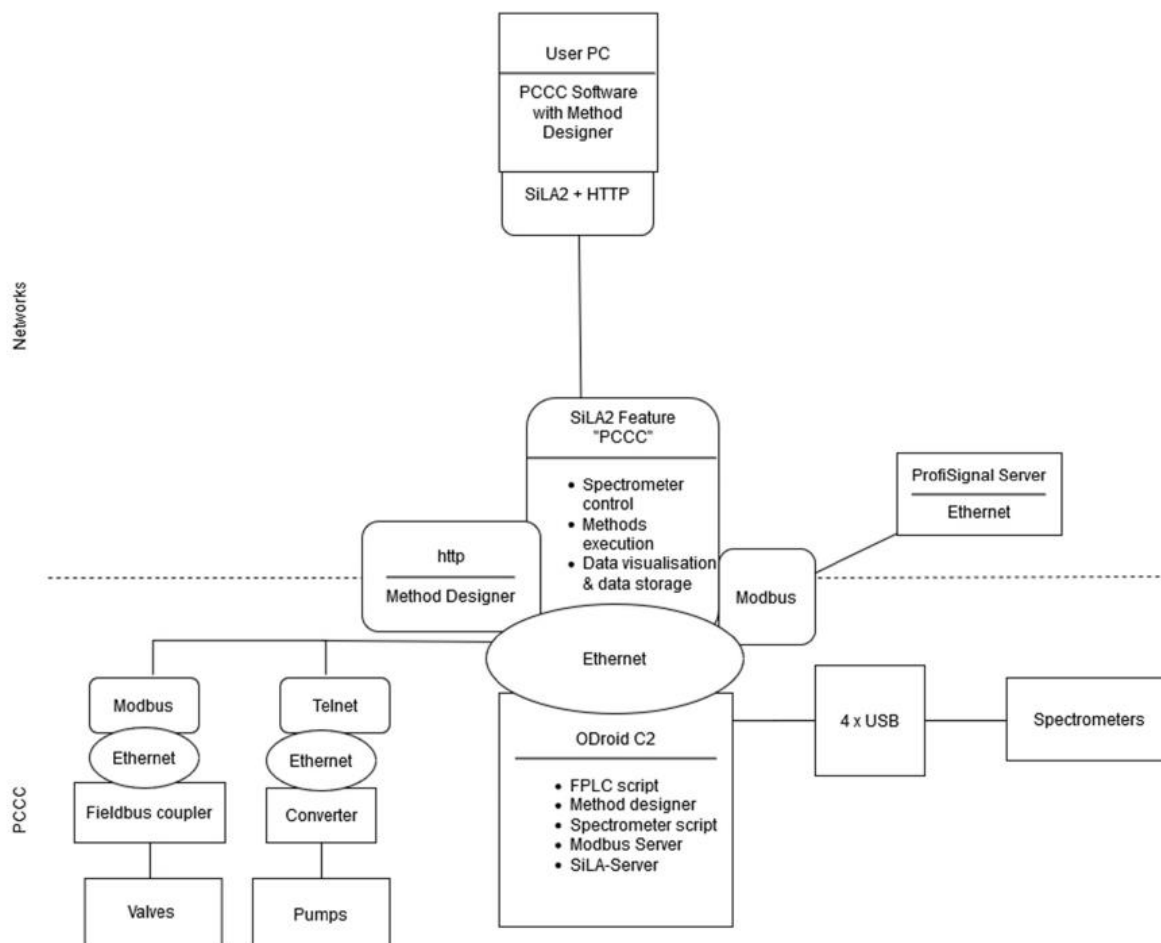 User PC
PCCC Software
with Method
Designer
SiLA2 + HTTP
Networks
SiLA2 Feature
"PCCC"
• Spectrometer
control
• Methods
execution
• Data visualisation
& data storage
ProfiSignal Server
Ethernet
http
Method Designer
Modbus
Ethernet
Modbus
Ethernet
Fieldbus coupler
Valves
Telnet
Ethernet
Converter
Pumps
ODroid C2
• FPLC script
• Method designer
• Spectrometer script
• Modbus Server
• SiLA-Server
4 x USB
Spectrometers
PCCC